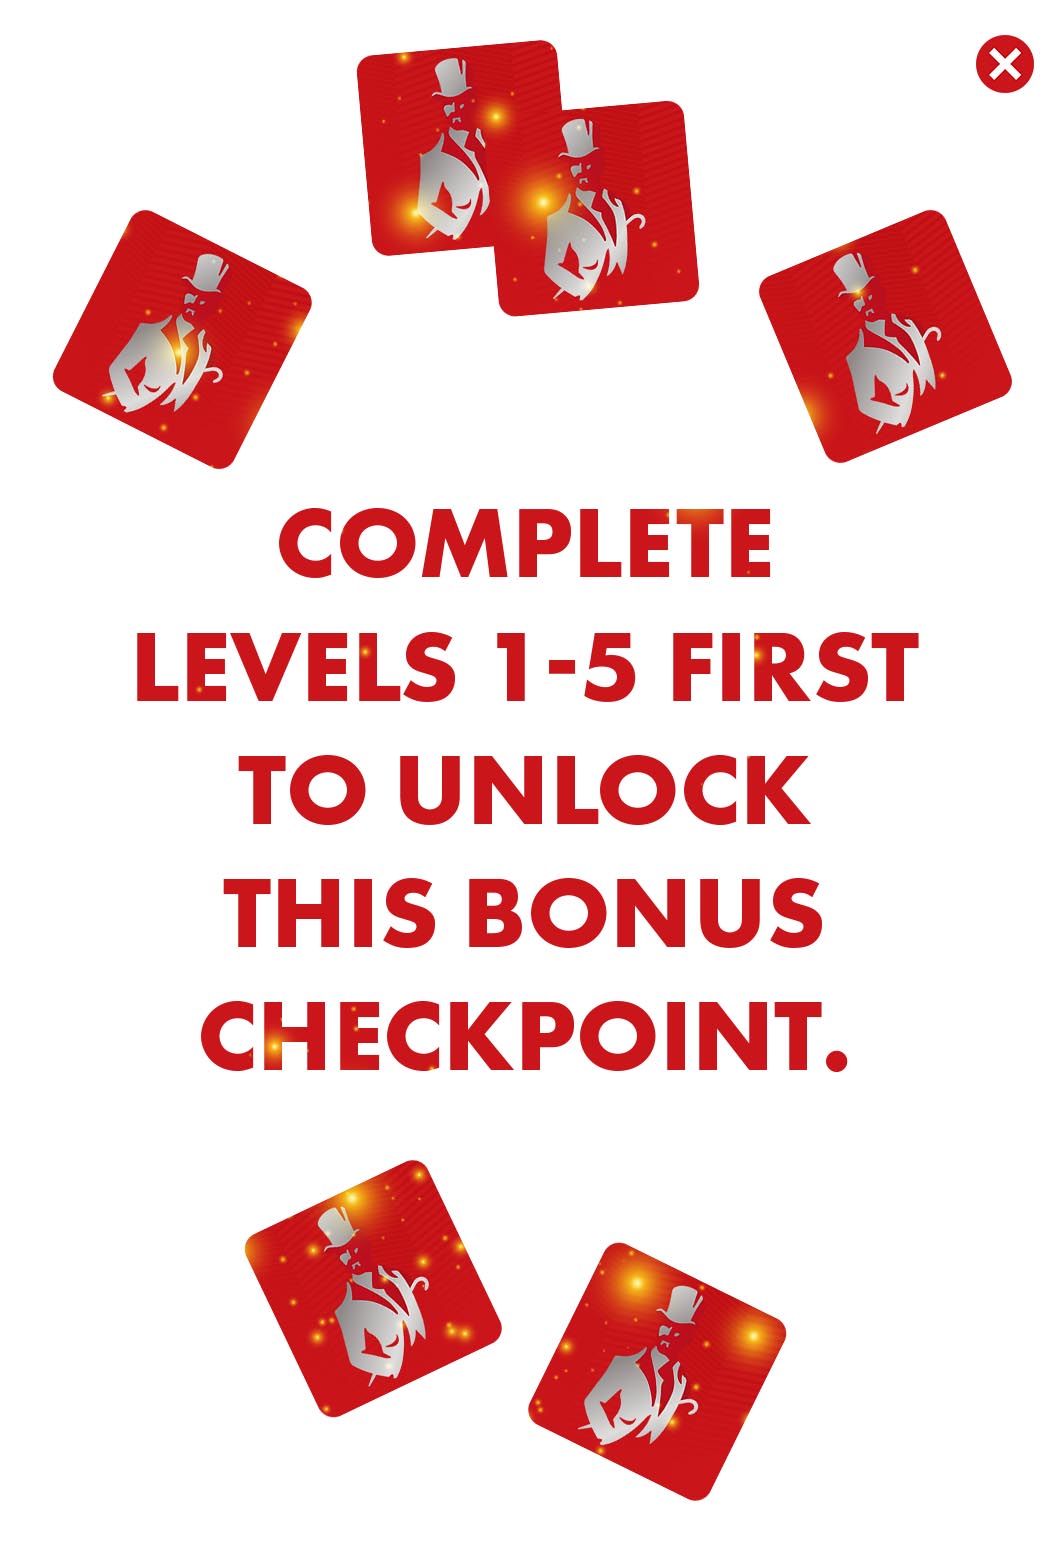 COMPLETE
LEVELS 1-5 FIRST
TO UNLOCK
THIS BONUS
CHECKPOINT.